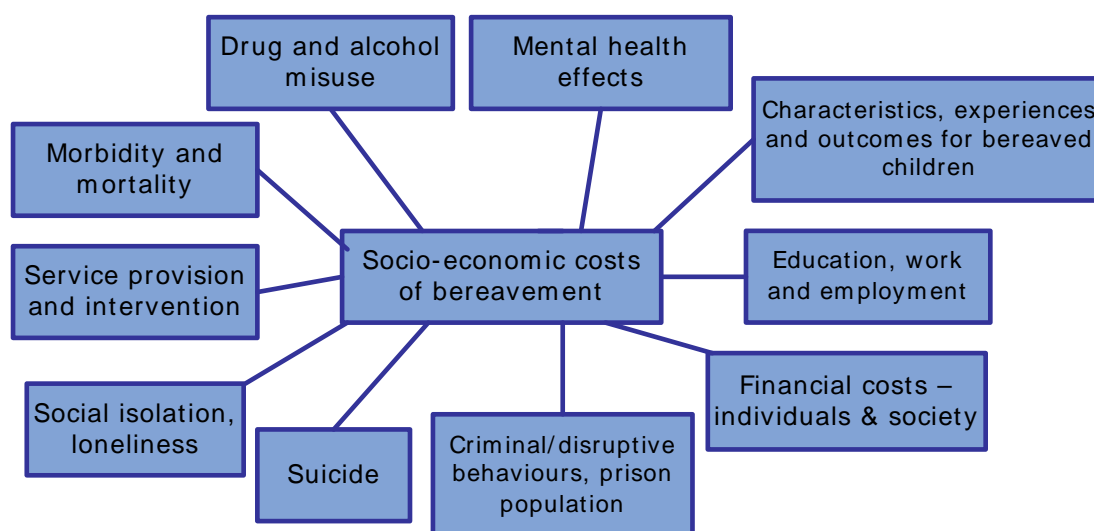 Drug and alcohol
misuse
Mental health
effects
Characteristics, experiences
and outcomes for bereaved
children
Morbidity and
mortality
Socio-economic costs
of bereavement
Education, work
and employment
Service provision
and intervention
Financial costs –
individuals & society
Social isolation,
loneliness
Suicide
Criminal/disruptive
behaviours, prison
population